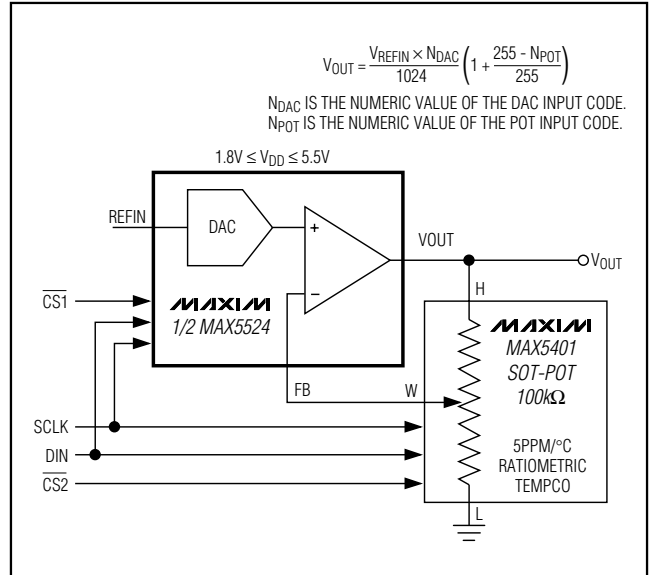 V_OUT = V_REFIN × N_DAC / 1024 (1 + 255 - N_POT / 255)
N_DAC IS THE NUMERIC VALUE OF THE DAC INPUT CODE.
N_POT IS THE NUMERIC VALUE OF THE POT INPUT CODE.
1.8V ≤ V_DD ≤ 5.5V
REFIN
DAC
+
−
VOUT
V_OUT
H
CS1
MAXIM
1/2 MAX5524
MAXIM
MAX5401
SOT-POT
100kΩ
FB
W
SCLK
DIN
CS2
5PPM/°C
RATIOMETRIC
TEMPCO
L